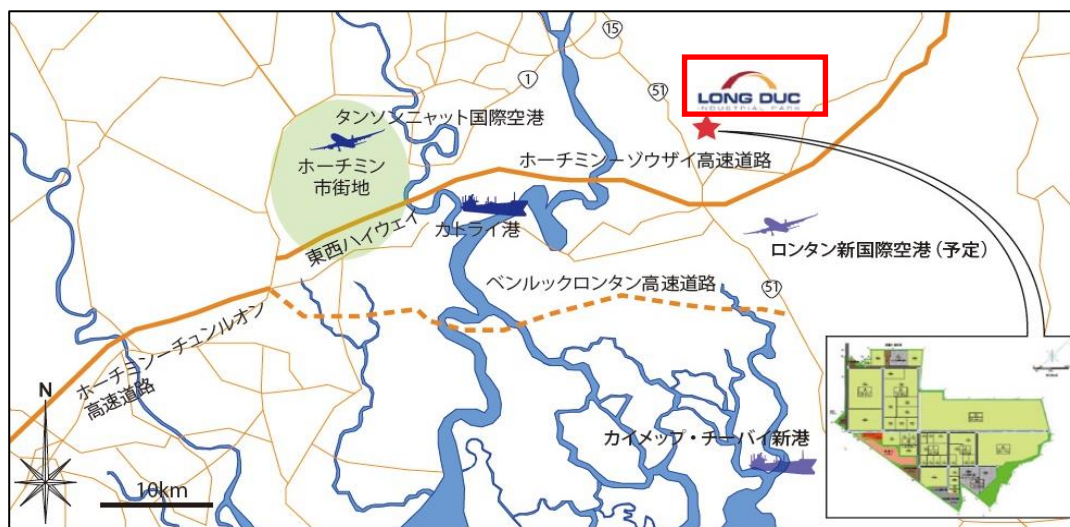 15
1
51
LONG DUC
INDUSTRIAL PARK
タンソンニャット国際空港
ホーチミン
市街地
ホーチミンーゾウザイ高速道路
東西ハイウェイ
カトライ港
ロンタン新国際空港(予定)
ベンルックロンタン高速道路
51
ホーチミンーチュンルオン
高速道路
カイメップ・チーバイ新港
N
10km